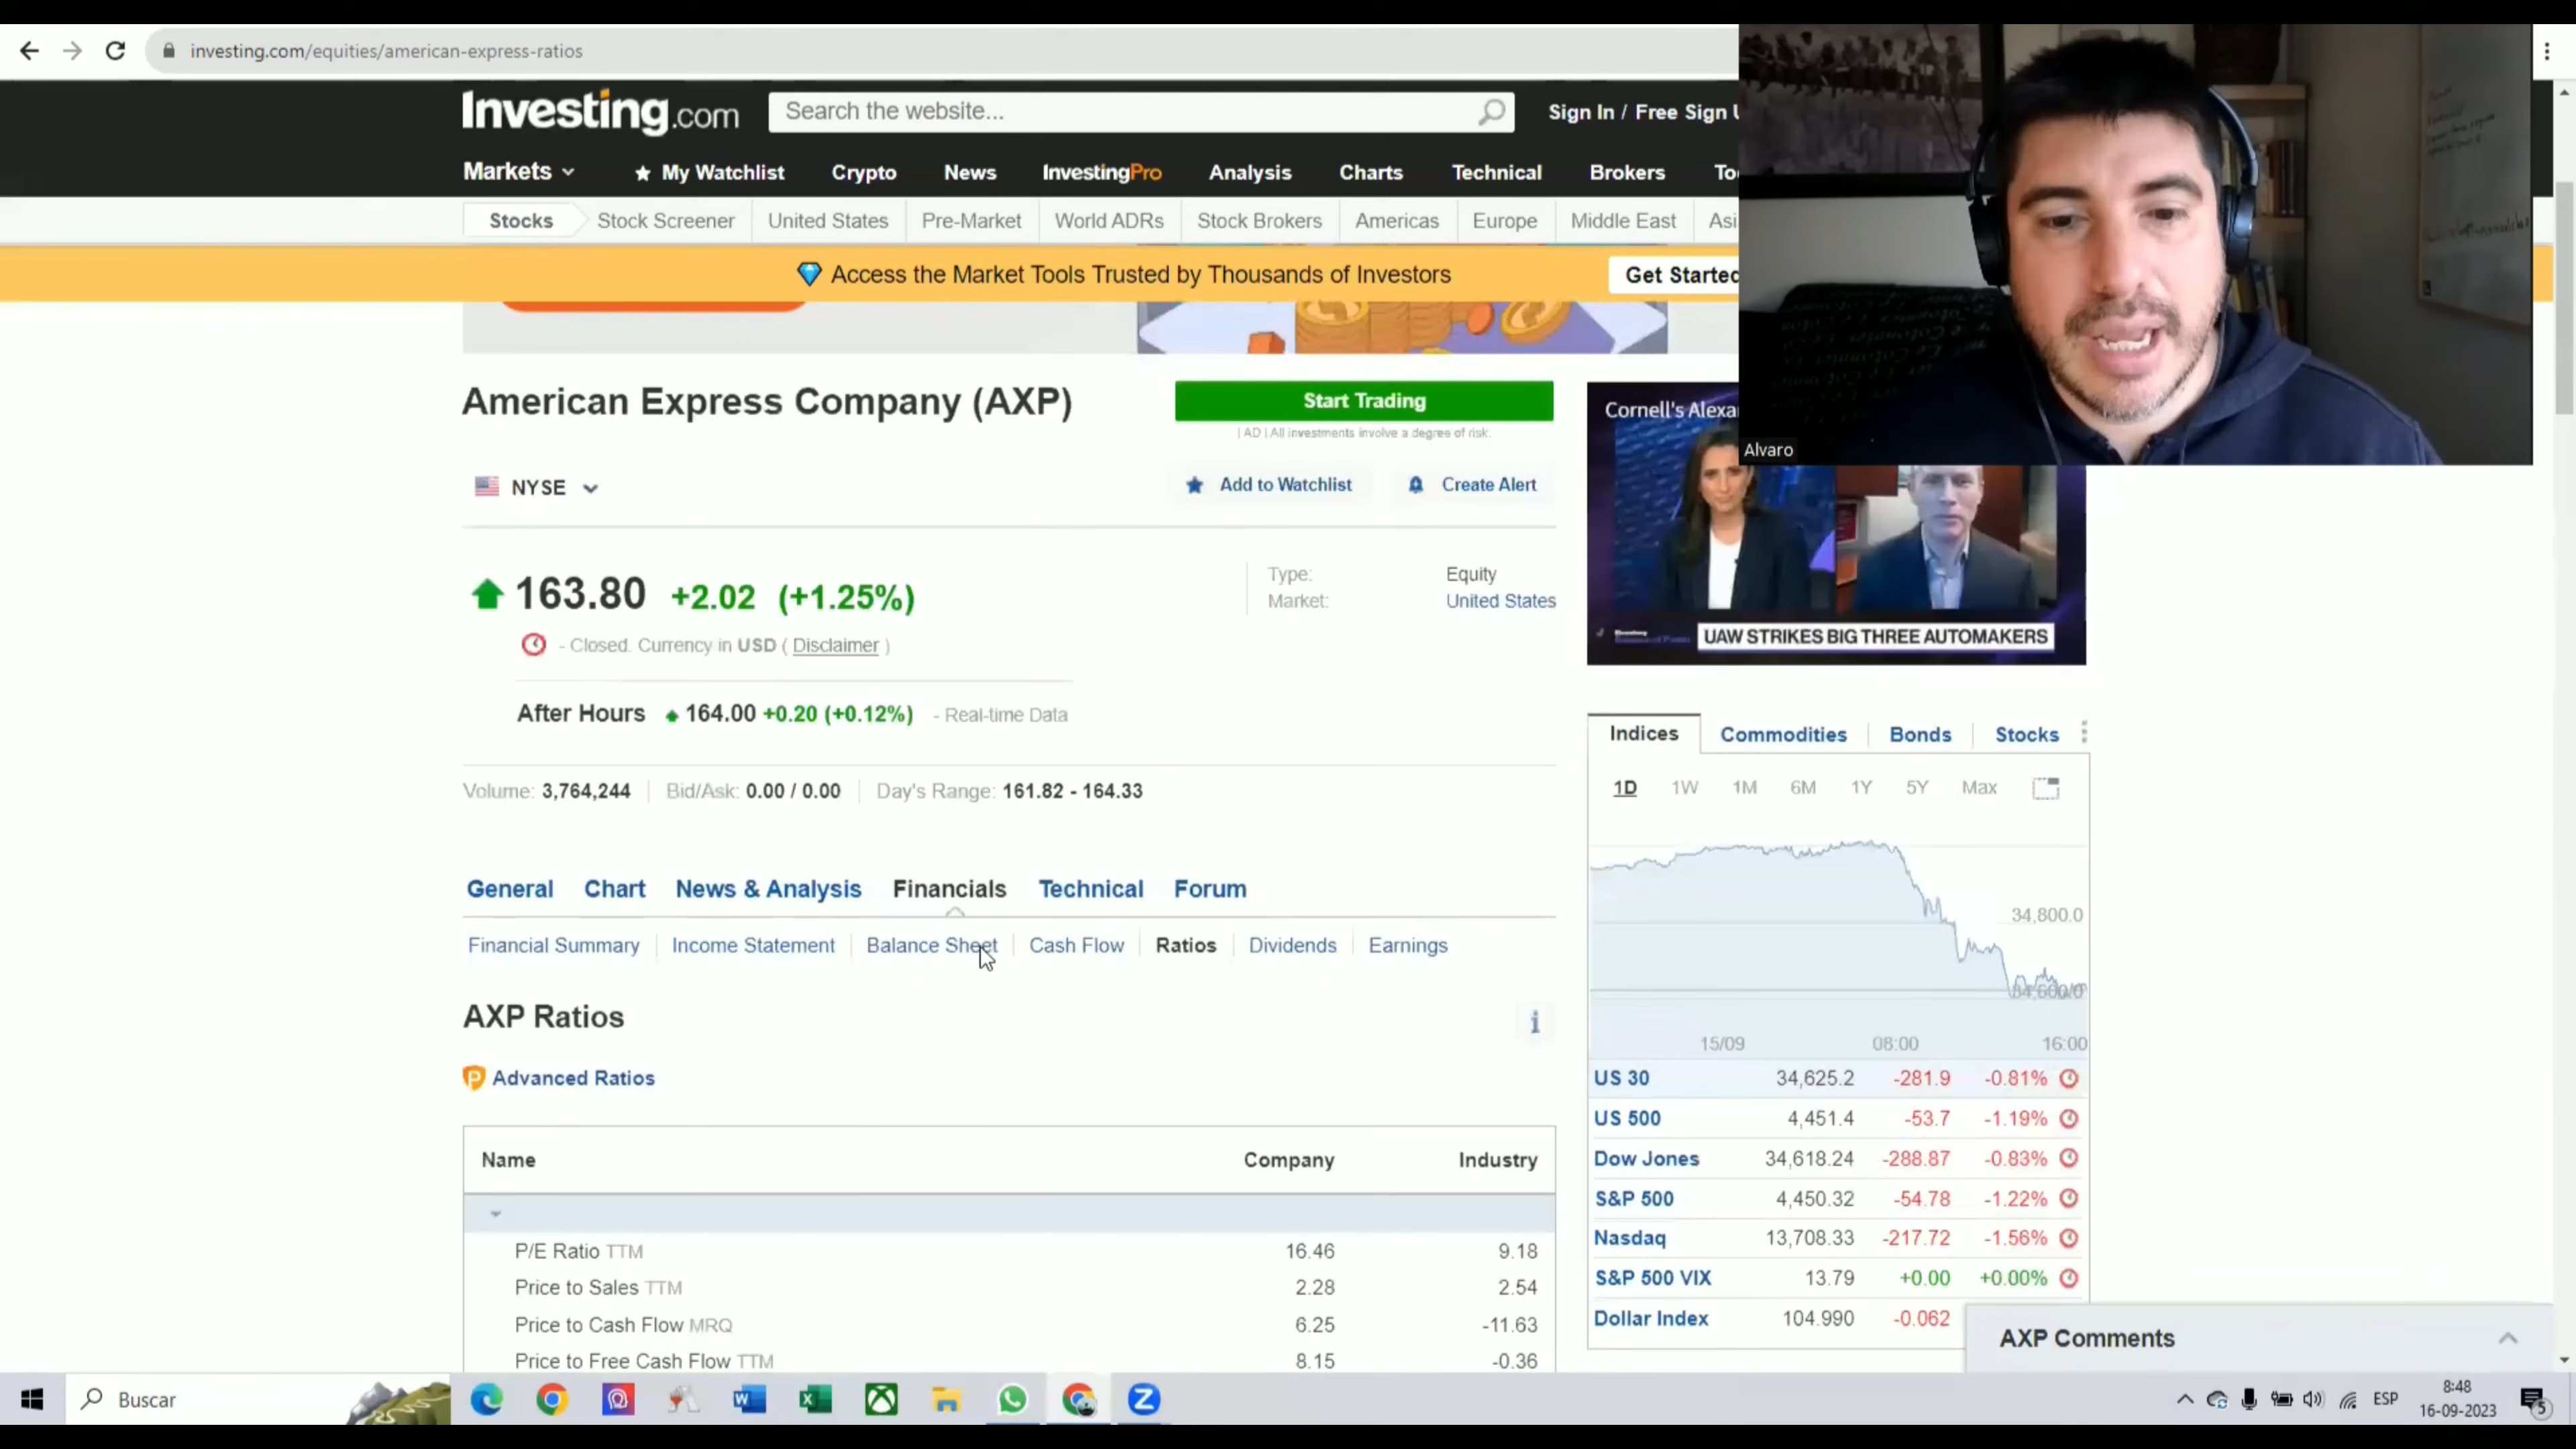 investing.com/equities/american-express-ratios
Investing.com
Search the website...
Sign In / Free Sign U
Markets
My Watchlist
Crypto
News
InvestingPro
Analysis
Charts
Technical
Brokers
To
Stocks
Stock Screener
United States
Pre-Market
World ADRs
Stock Brokers
Americas
Europe
Middle East
Asi
Access the Market Tools Trusted by Thousands of Investors
Get Started
Alvaro
American Express Company (AXP)
Start Trading
| AD | All investments involve a degree of risk.
Cornell's Alexa
NYSE
Add to Watchlist
Create Alert
163.80 +2.02 (+1.25%)
Type: Equity
Market: United States
- Closed. Currency in USD ( Disclaimer )
UAW STRIKES BIG THREE AUTOMAKERS
After Hours 164.00 +0.20 (+0.12%) - Real-time Data
Volume: 3,764,244
Bid/Ask: 0.00 / 0.00
Day's Range: 161.82 - 164.33
General
Chart
News & Analysis
Financials
Technical
Forum
Financial Summary
Income Statement
Balance Sheet
Cash Flow
Ratios
Dividends
Earnings
AXP Ratios
Advanced Ratios
Name Company Industry
P/E Ratio TTM 16.46 9.18
Price to Sales TTM 2.28 2.54
Price to Cash Flow MRQ 6.25 -11.63
Price to Free Cash Flow TTM 8.15 -0.36
Indices
Commodities
Bonds
Stocks
1D 1W 1M 6M 1Y 5Y Max
34,800.0
34,600.0
15/09 08:00 16:00
US 30 34,625.2 -281.9 -0.81%
US 500 4,451.4 -53.7 -1.19%
Dow Jones 34,618.24 -288.87 -0.83%
S&P 500 4,450.32 -54.78 -1.22%
Nasdaq 13,708.33 -217.72 -1.56%
S&P 500 VIX 13.79 +0.00 +0.00%
Dollar Index 104.990 -0.062
AXP Comments
Buscar
ESP
8:48
16-09-2023
5